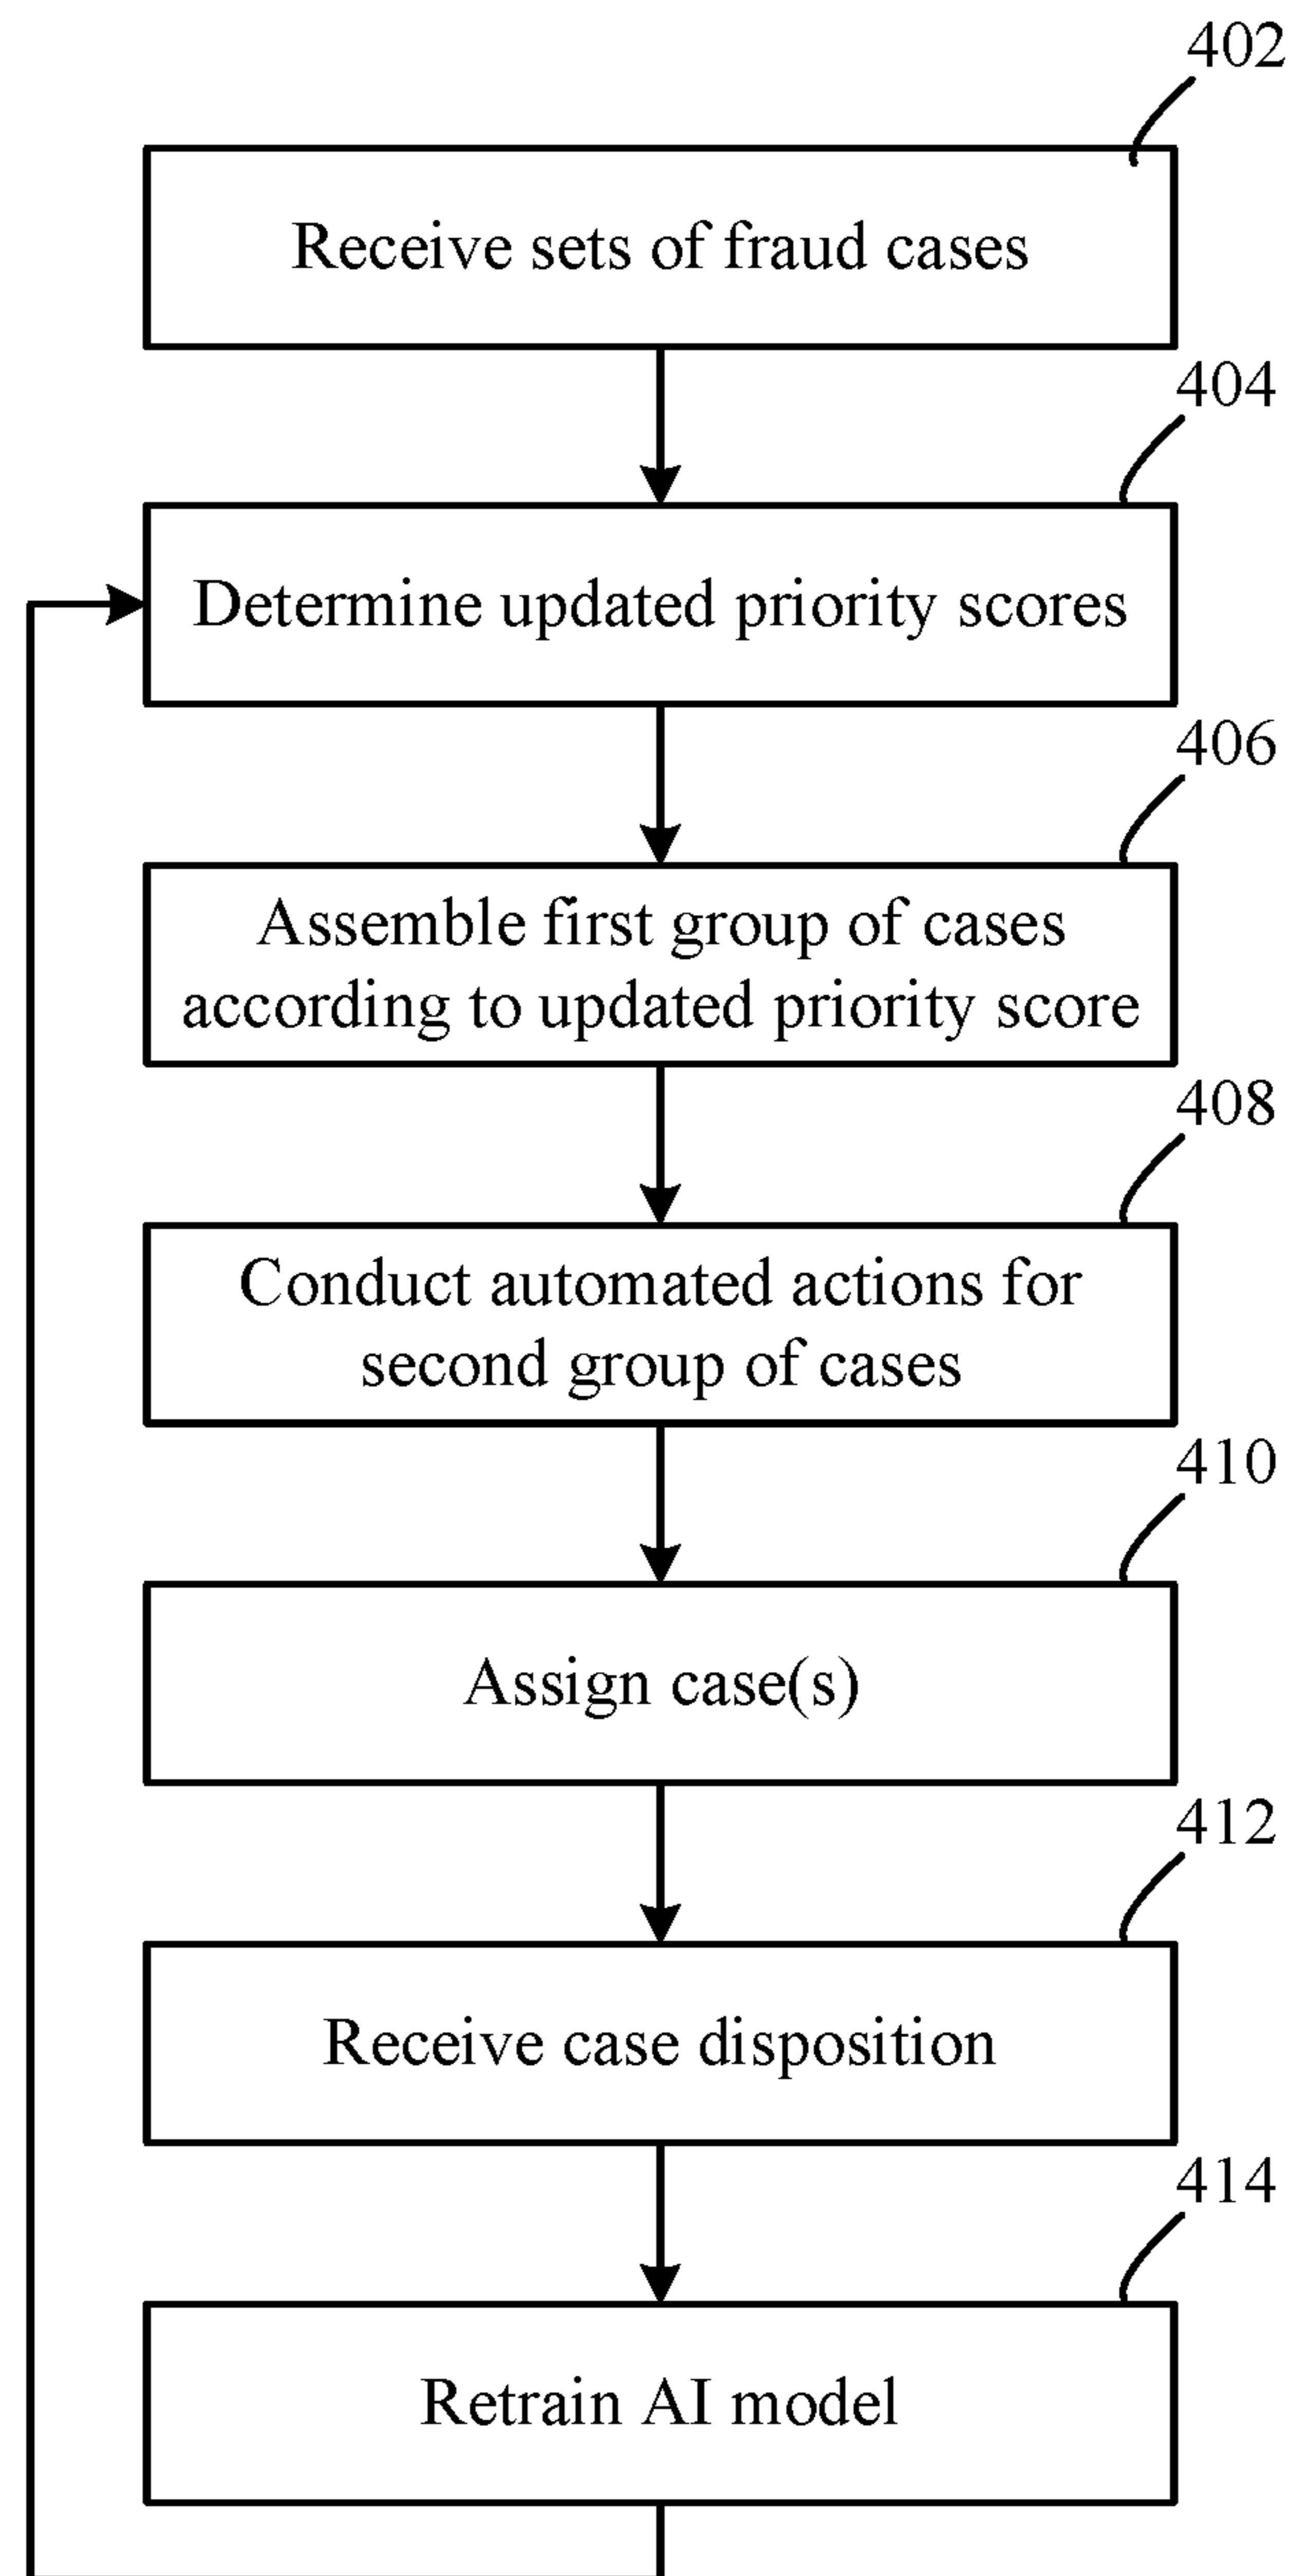 402
Receive sets of fraud cases
404
Determine updated priority scores
406
Assemble first group of cases
according to updated priority score
408
Conduct automated actions for
second group of cases
410
Assign case(s)
412
Receive case disposition
414
Retrain AI model